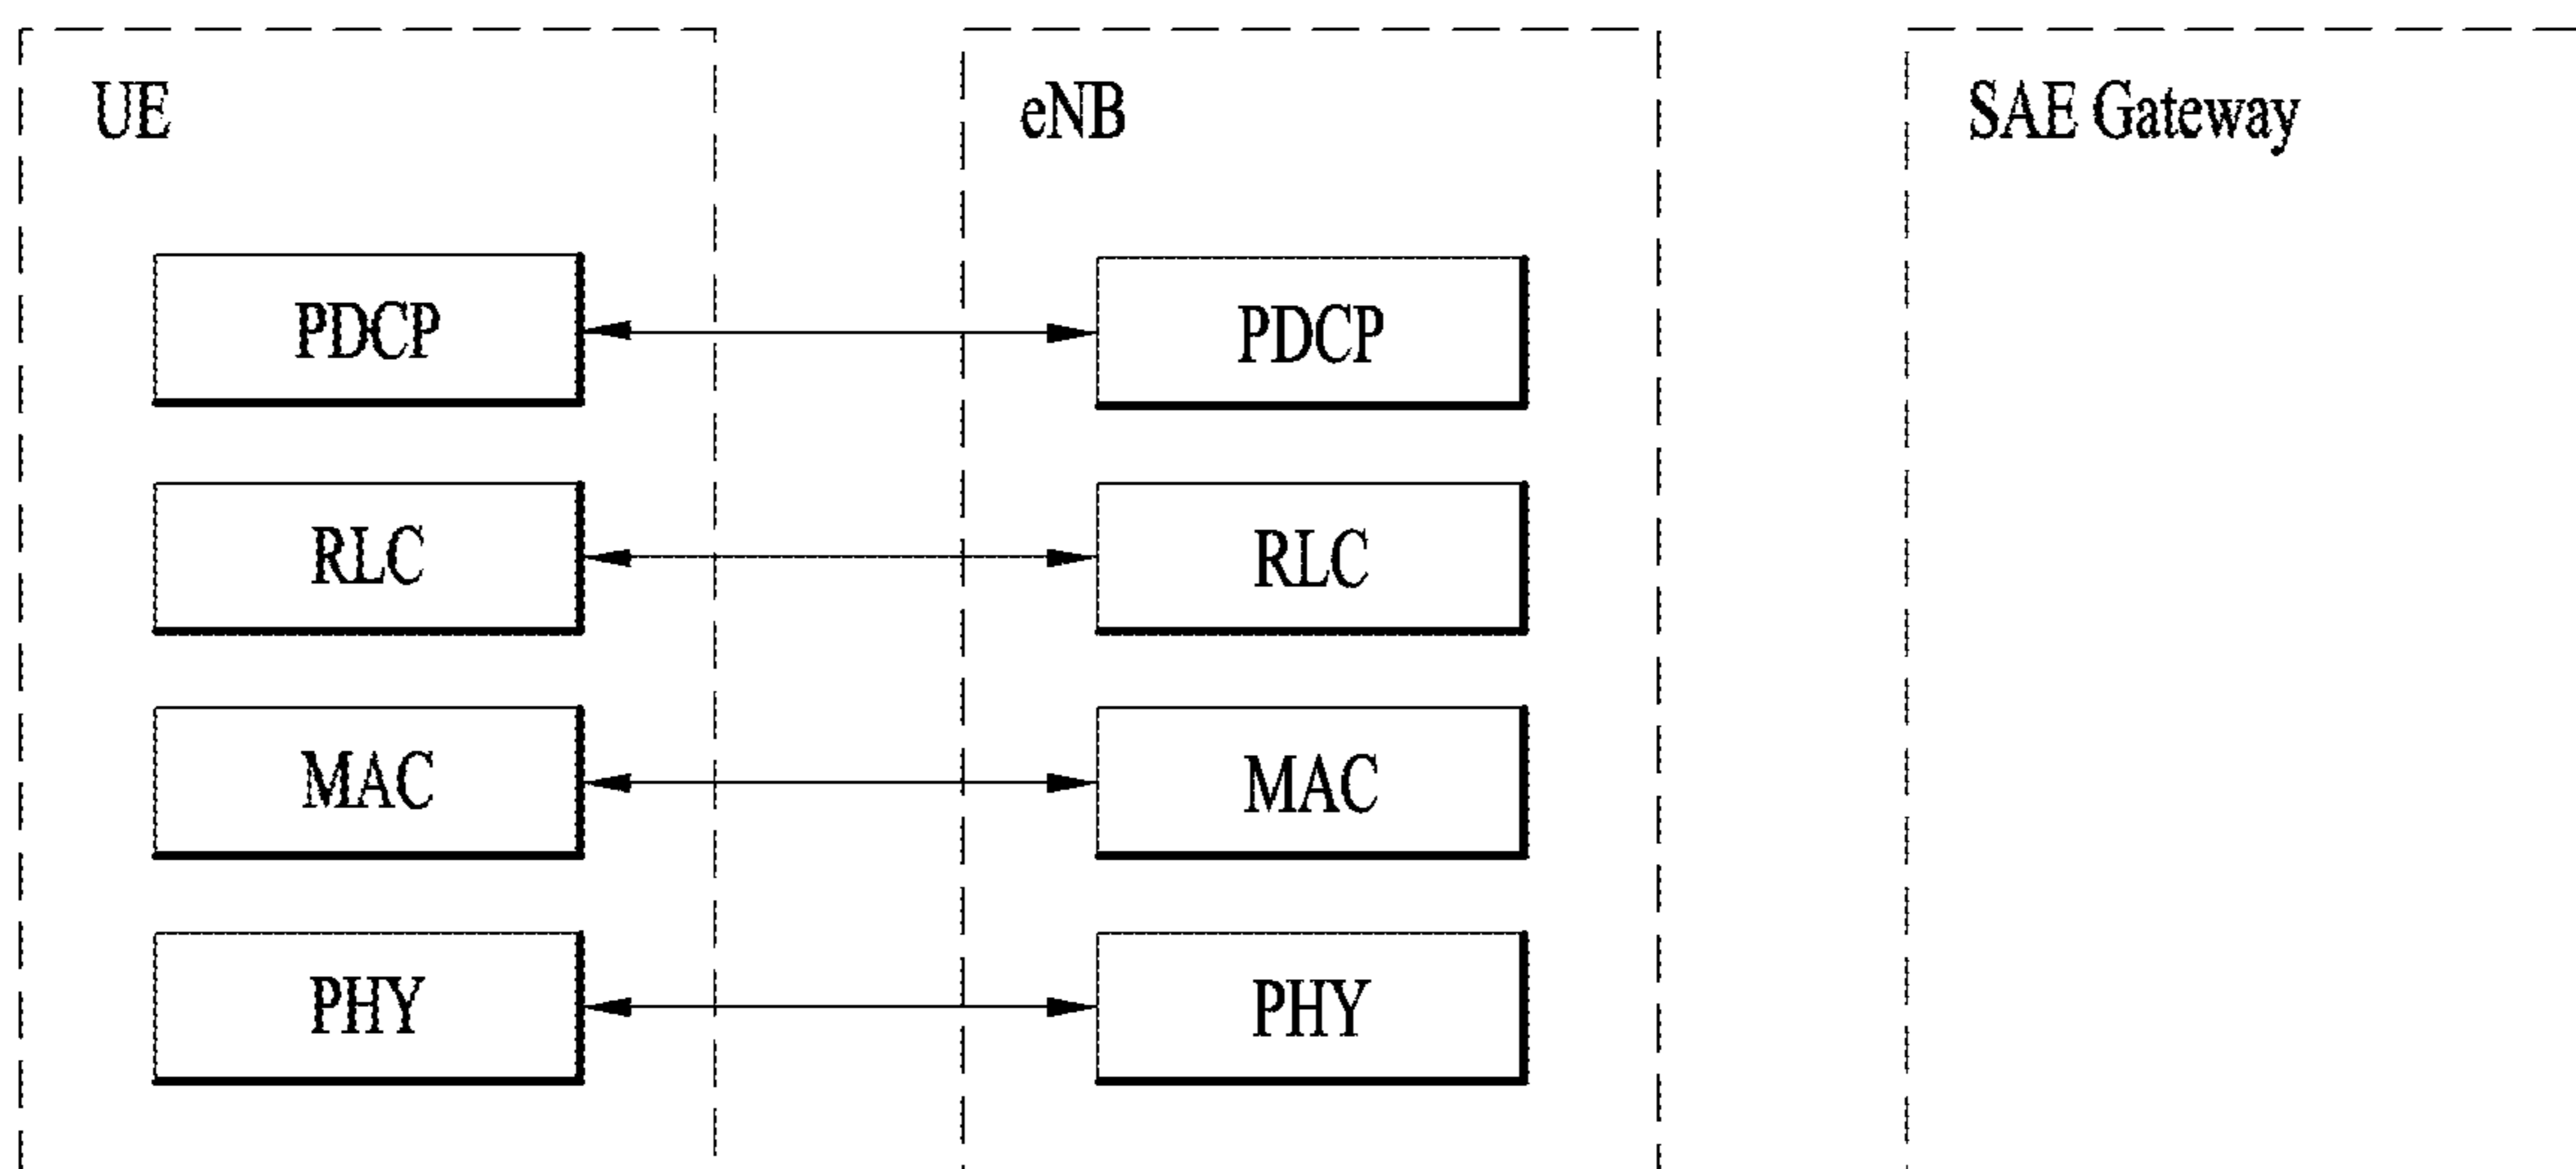 UE
eNB
SAE Gateway
PDCP
PDCP
RLC
RLC
MAC
MAC
PHY
PHY